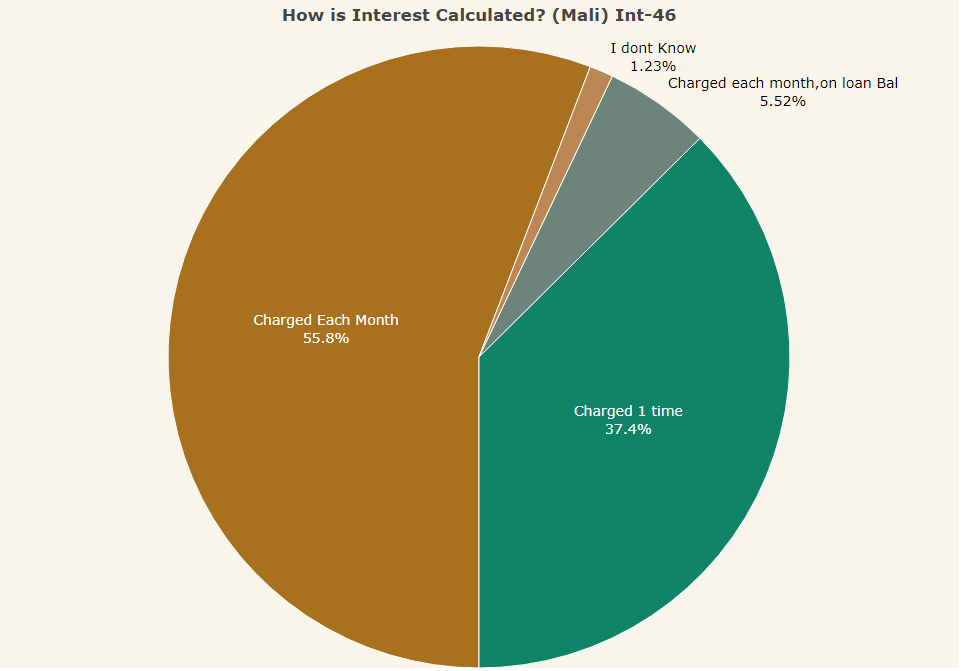 How is Interest Calculated? (Mali) Int-46
I dont Know
1.23%
Charged each month,on loan Bal
5.52%
Charged Each Month
55.8%
Charged 1 time
37.4%